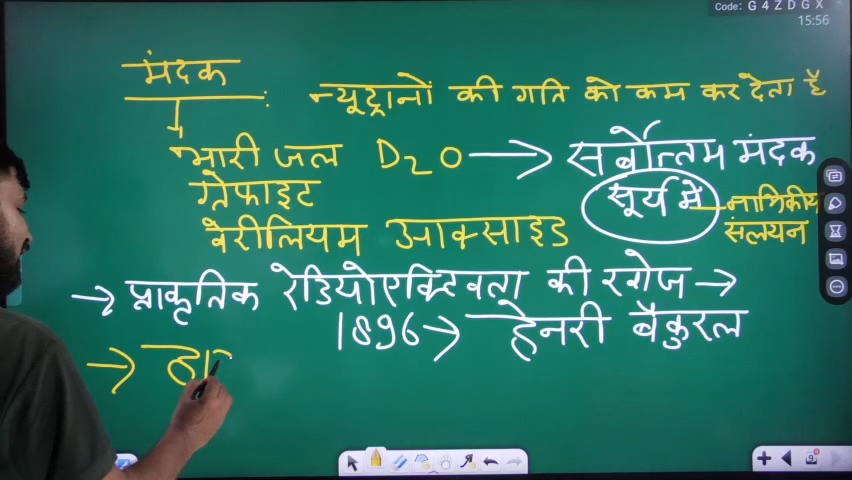 Code: G4ZDGX
15:56
मंदक : न्यूट्रानों की गति को कम कर देता है
भारी जल D2O → सर्वोत्तम मंदक
ग्रेफाइट
सूर्य में नाभिकीय संलयन
बेरीलियम आक्साइड
→ प्राकृतिक रेडियोएक्टिवता की खोज →
1896 → हेनरी बैकुरल
→ हा